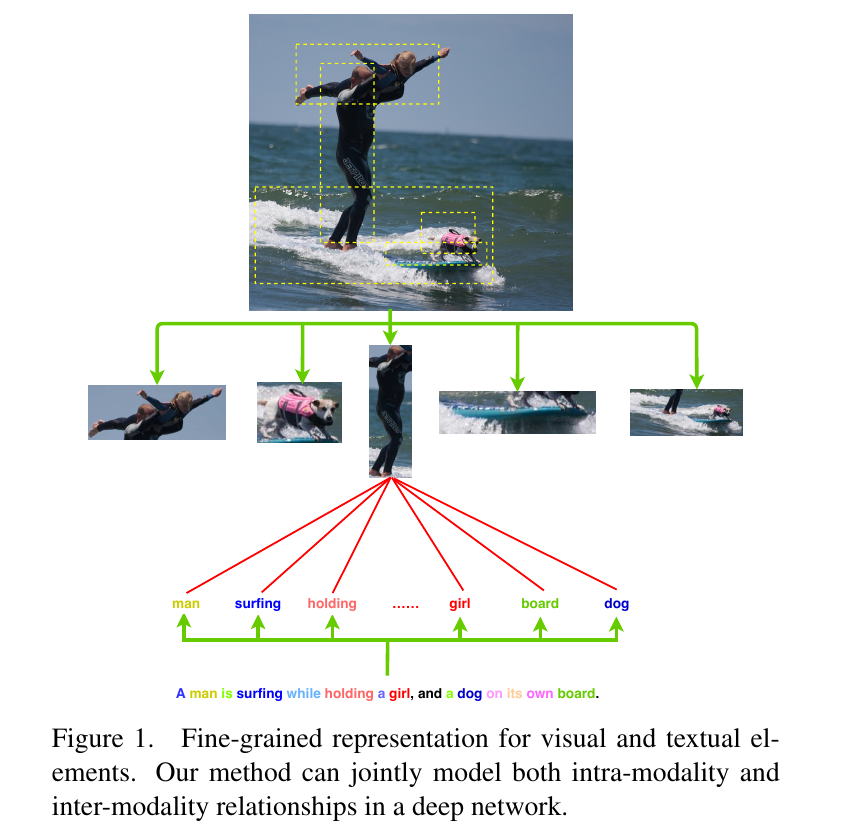 man surfing holding ...... girl board dog
A man is surfing while holding a girl, and a dog on its own board.
Figure 1. Fine-grained representation for visual and textual el-
ements. Our method can jointly model both intra-modality and
inter-modality relationships in a deep network.